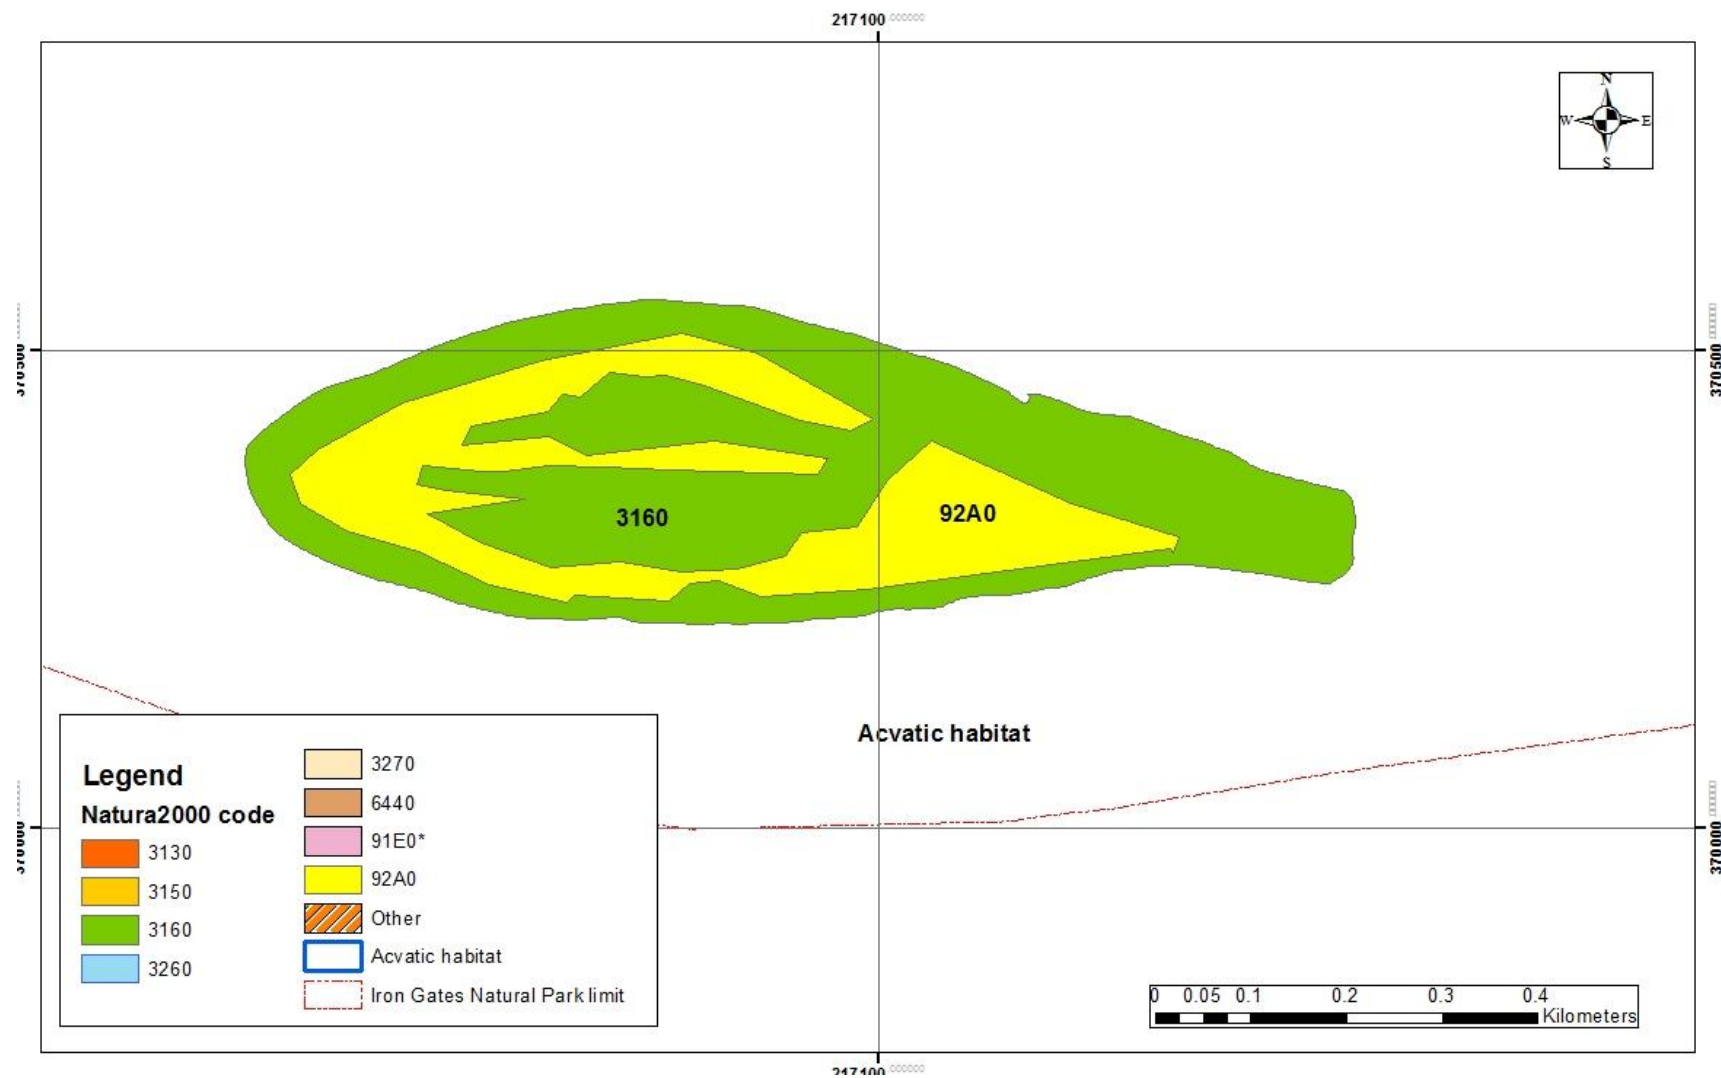 217100
N
W E
S
370500
370500
3160
92A0
Acvatic habitat
Legend
Natura2000 code
3130
3150
3160
3260
3270
6440
91E0*
92A0
Other
Acvatic habitat
Iron Gates Natural Park limit
370000
370000
0 0.05 0.1 0.2 0.3 0.4
Kilometers
217100